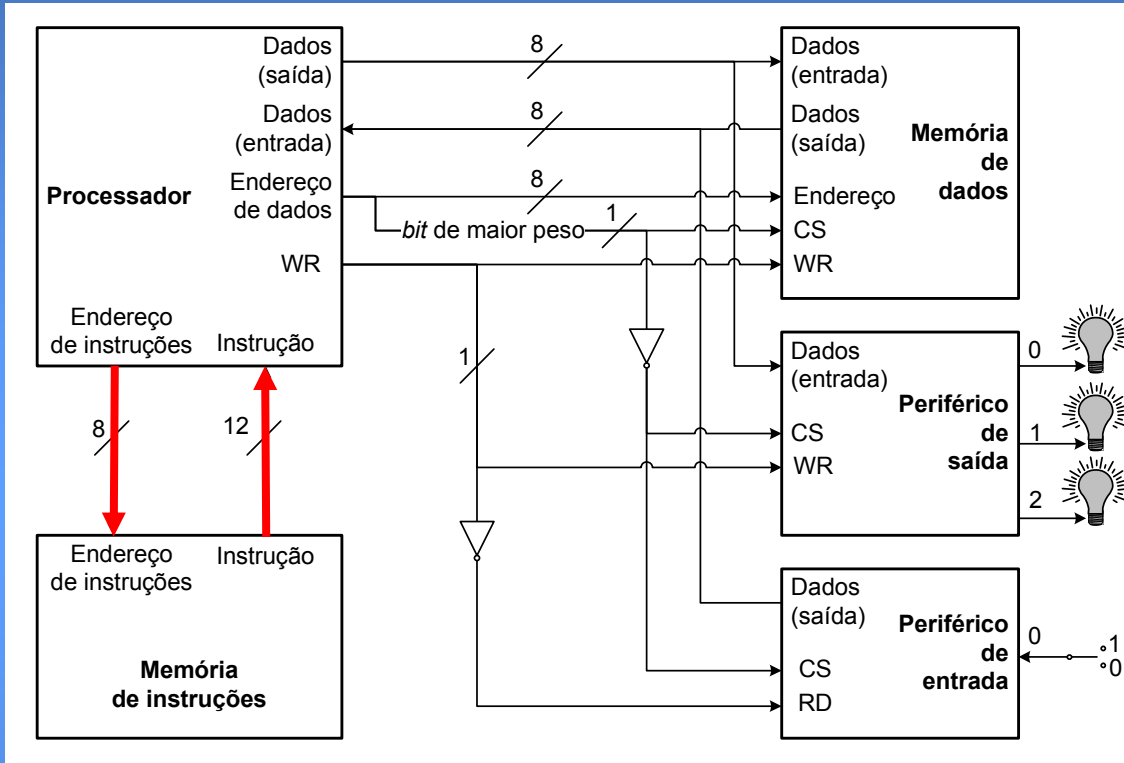 Dados
(saída)
8
Dados
(entrada)
Dados
(entrada)
8
Dados
(saída)
Memória
de
dados
Processador
Endereço
de dados
8
Endereço
bit de maior peso
1
CS
WR
WR
Endereço
de instruções
Instrução
8
12
1
Dados
(entrada)
Periférico
de
saída
CS
WR
0
1
2
Endereço
de instruções
Instrução
Memória
de instruções
Dados
(saída)
Periférico
de
entrada
CS
RD
0
1
0